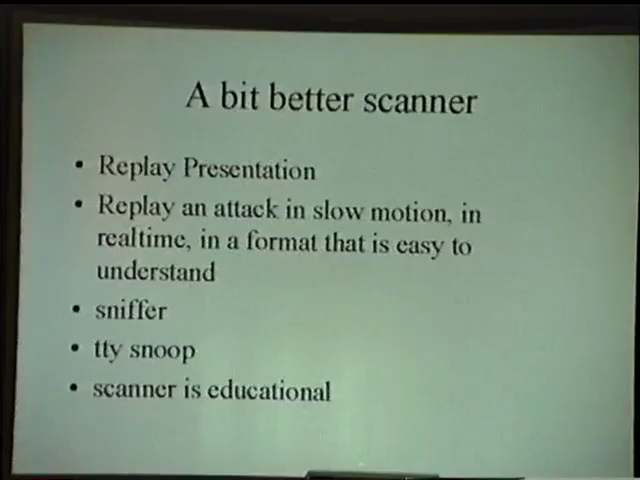 A bit better scanner
• Replay Presentation
• Replay an attack in slow motion, in
realtime, in a format that is easy to
understand
• sniffer
• tty snoop
• scanner is educational